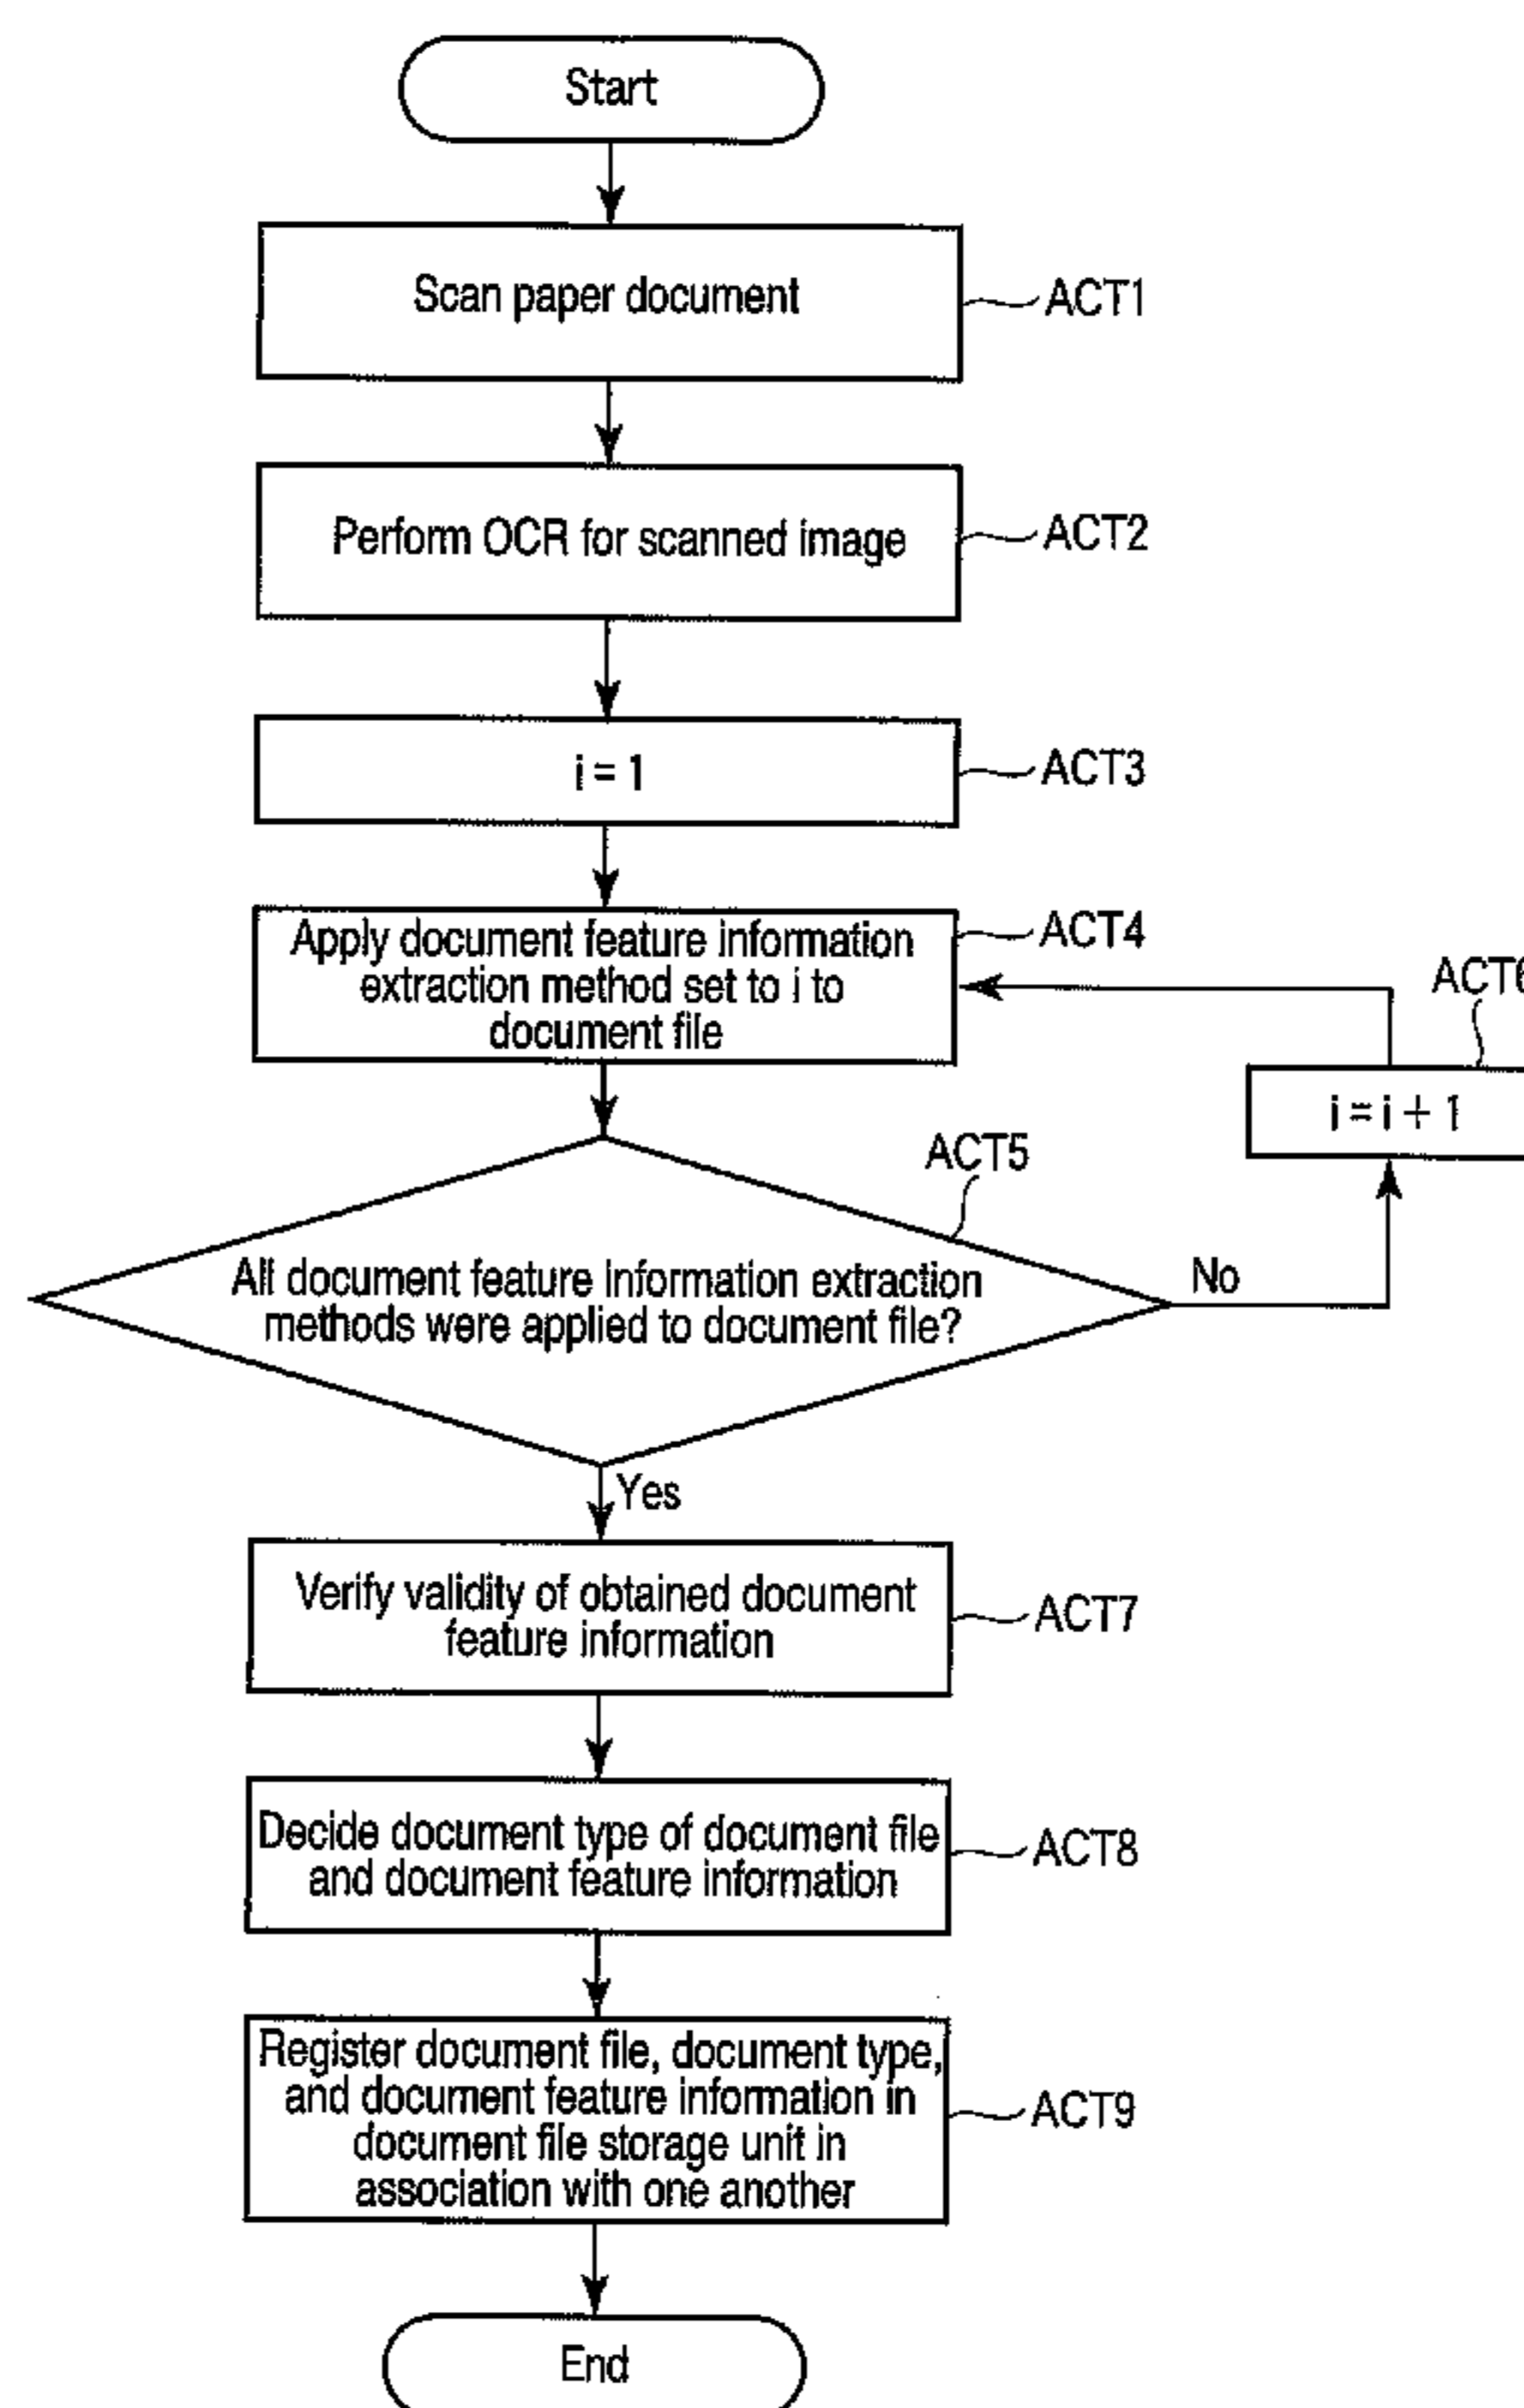 Start
Scan paper document
ACT1
Perform OCR for scanned image
ACT2
i = 1
ACT3
Apply document feature information
extraction method set to i to
document file
ACT4
ACT6
i = i + 1
ACT5
All document feature information extraction
methods were applied to document file?
No
Yes
Verify validity of obtained document
feature information
ACT7
Decide document type of document file
and document feature information
ACT8
Register document file, document type,
and document feature information in
document file storage unit in
association with one another
ACT9
End